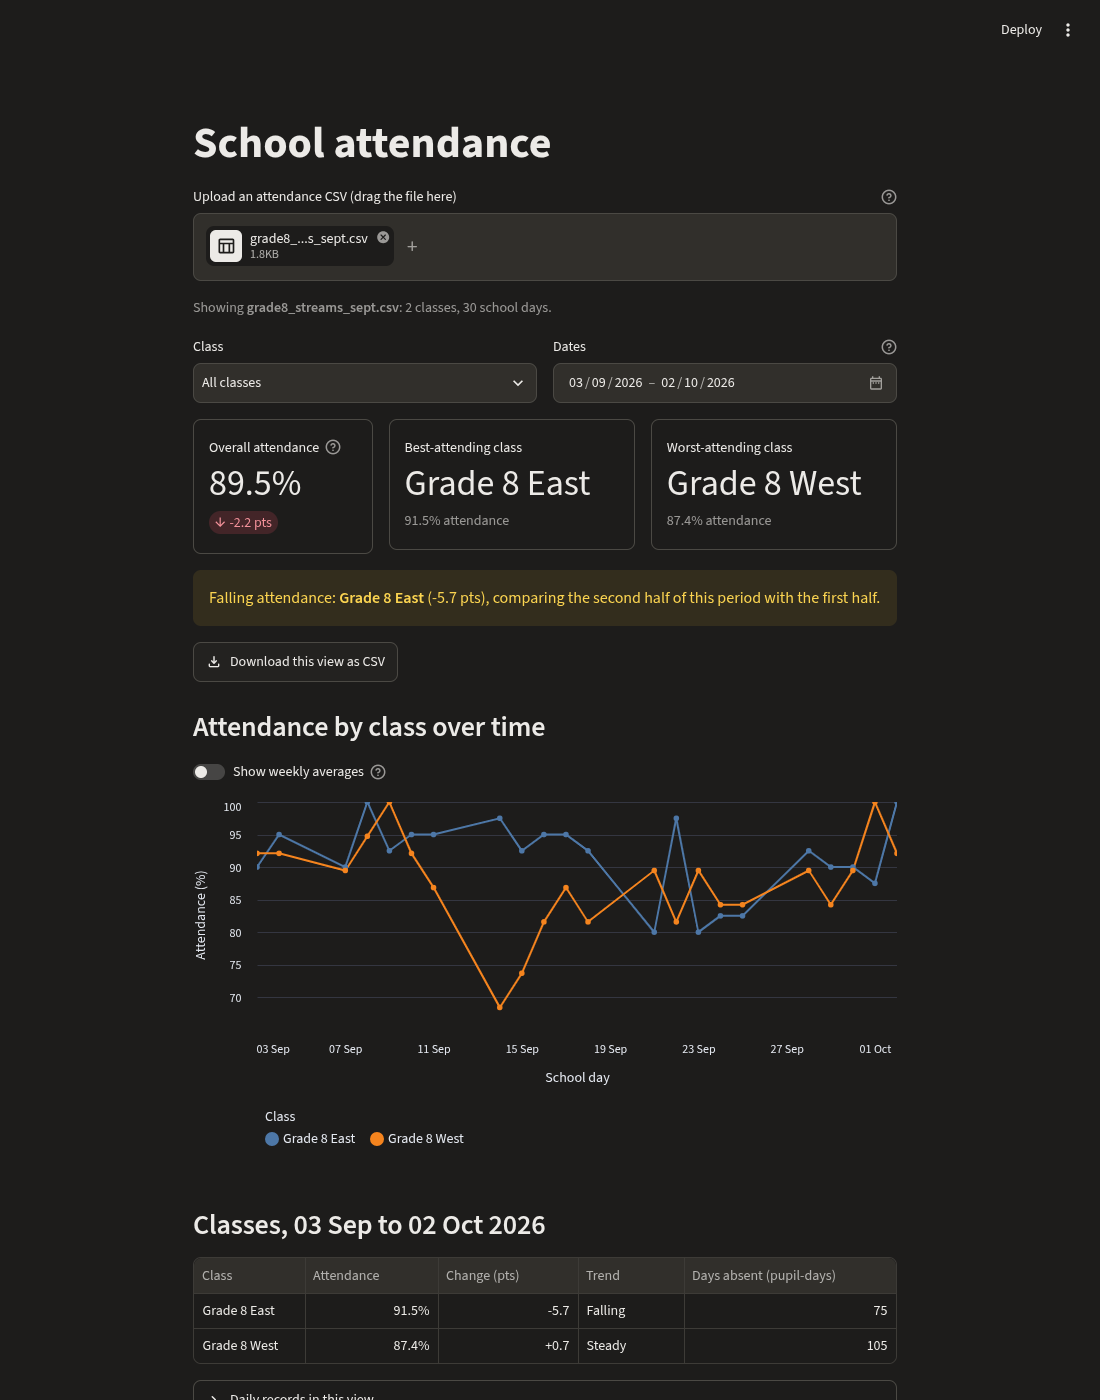 Deploy
School attendance
Upload an attendance CSV (drag the file here)
grade8_...s_sept.csv
1.8KB
Showing grade8_streams_sept.csv: 2 classes, 30 school days.
Class
Dates
All classes
03 / 09 / 2026 – 02 / 10 / 2026
Overall attendance
89.5%
-2.2 pts
Best-attending class
Grade 8 East
91.5% attendance
Worst-attending class
Grade 8 West
87.4% attendance
Falling attendance: Grade 8 East (-5.7 pts), comparing the second half of this period with the first half.
Download this view as CSV
Attendance by class over time
Show weekly averages
Attendance (%)
100
95
90
85
80
75
70
03 Sep 07 Sep 11 Sep 15 Sep 19 Sep 23 Sep 27 Sep 01 Oct
School day
Class
Grade 8 East Grade 8 West
Classes, 03 Sep to 02 Oct 2026
Class Attendance Change (pts) Trend Days absent (pupil-days)
Grade 8 East 91.5% -5.7 Falling 75
Grade 8 West 87.4% +0.7 Steady 105
Daily records in this view